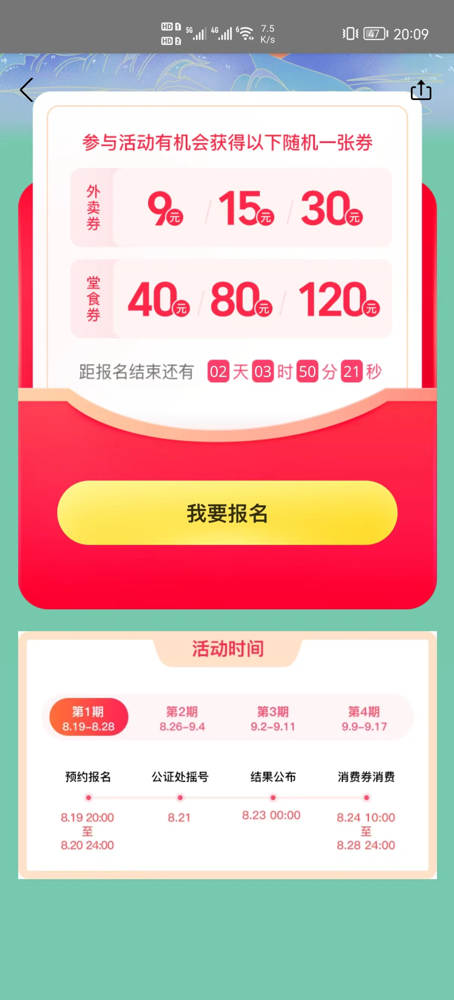 HD 1 5G 4G 6 7.5 47 20:09
HD 2 K/s
参与活动有机会获得以下随机一张券
外卖券 9元 / 15元 / 30元
堂食券 40元 / 80元 / 120元
距报名结束还有 02 天 03 时 50 分 21 秒
我要报名
活动时间
第1期 第2期 第3期 第4期
8.19-8.28 8.26-9.4 9.2-9.11 9.9-9.17
预约报名 公证处摇号 结果公布 消费券消费
8.19 20:00 8.21 8.23 00:00 8.24 10:00
至 至
8.20 24:00 8.28 24:00